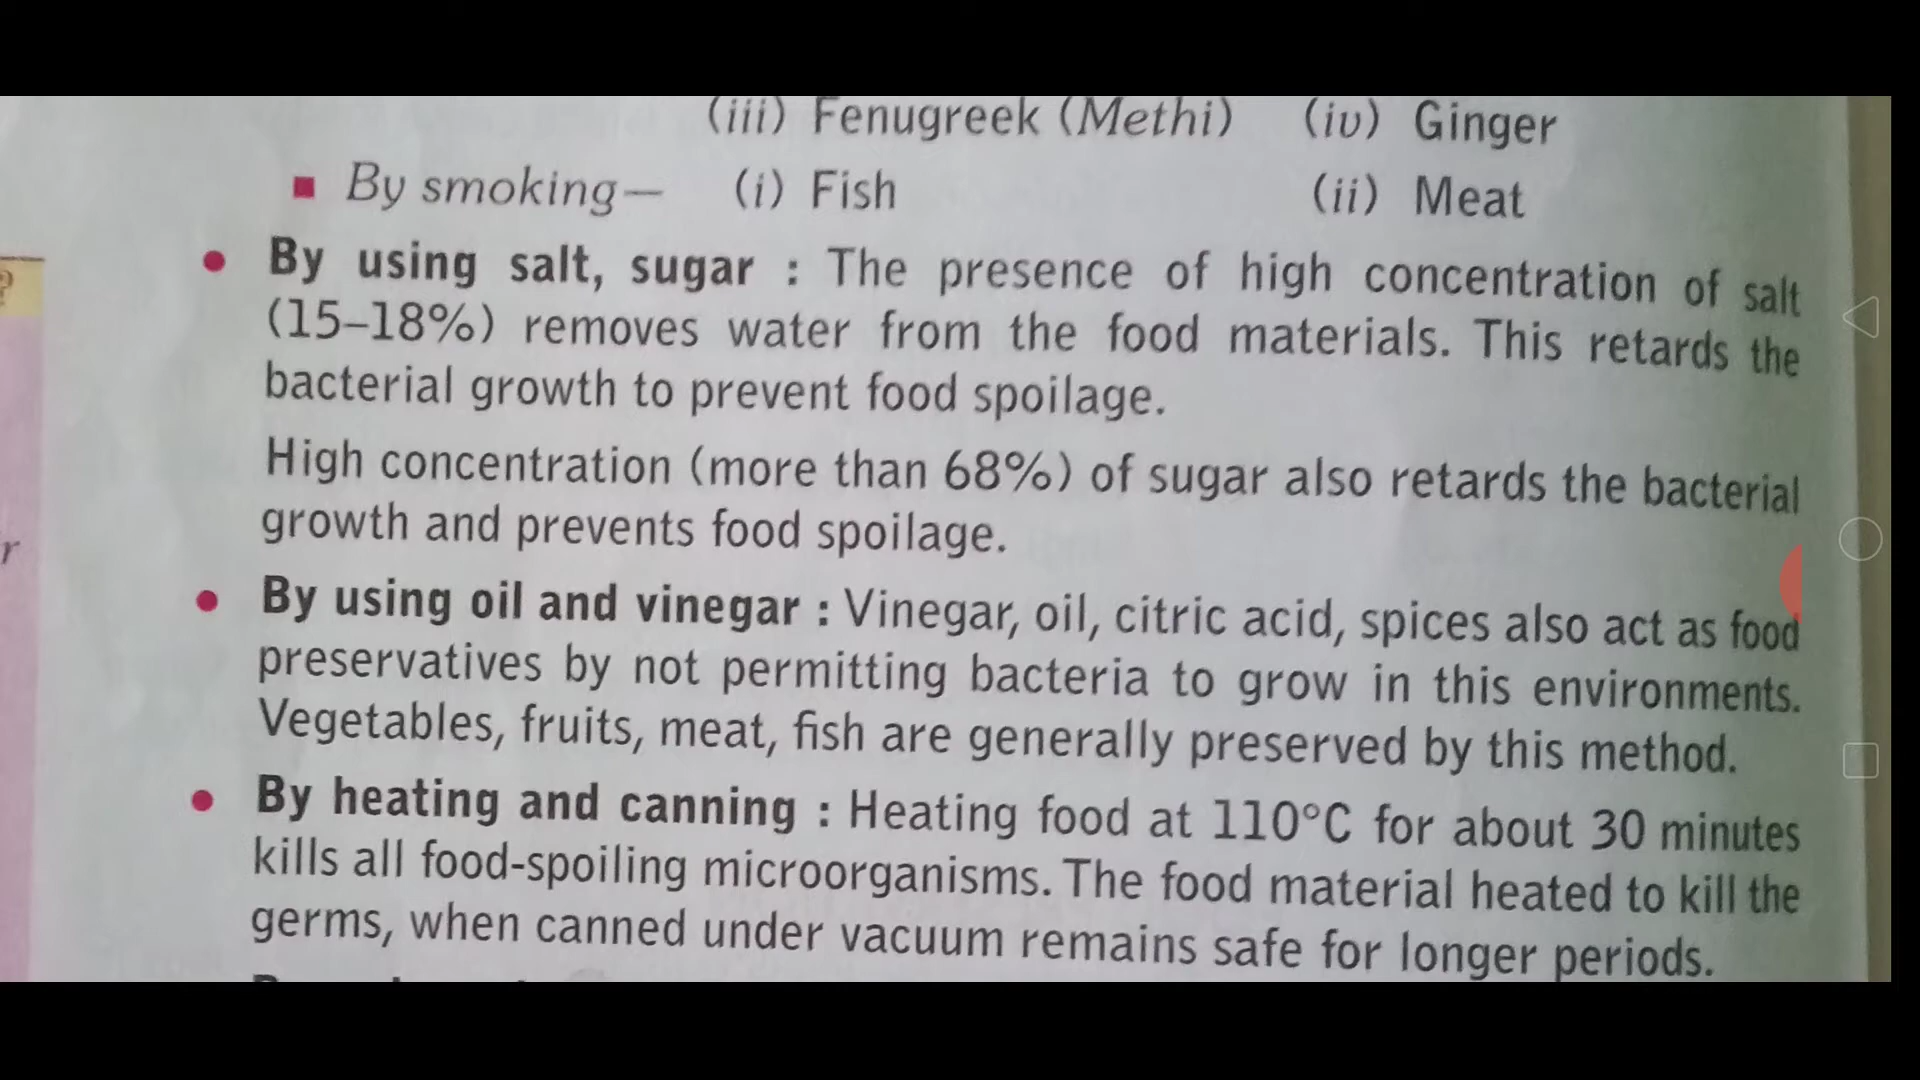 (iii) Fenugreek (Methi) (iv) Ginger
By smoking— (i) Fish (ii) Meat
By using salt, sugar : The presence of high concentration of salt
(15–18%) removes water from the food materials. This retards the
bacterial growth to prevent food spoilage.
High concentration (more than 68%) of sugar also retards the bacterial
growth and prevents food spoilage.
By using oil and vinegar : Vinegar, oil, citric acid, spices also act as food
preservatives by not permitting bacteria to grow in this environments.
Vegetables, fruits, meat, fish are generally preserved by this method.
By heating and canning : Heating food at 110°C for about 30 minutes
kills all food-spoiling microorganisms. The food material heated to kill the
germs, when canned under vacuum remains safe for longer periods.
?
r